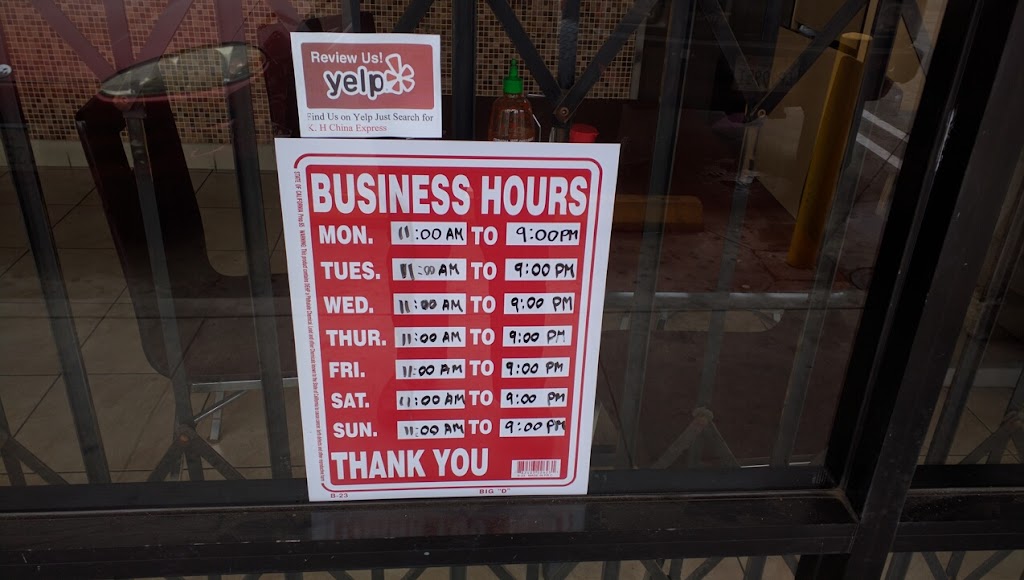 Review Us!
yelp
Find Us on Yelp Just Search for
K. H China Express
BUSINESS HOURS
MON. 11:00 AM TO 9:00 PM
TUES. 11:00 AM TO 9:00 PM
WED. 11:00 AM TO 9:00 PM
THUR. 11:00 AM TO 9:00 PM
FRI. 11:00 AM TO 9:00 PM
SAT. 11:00 AM TO 9:00 PM
SUN. 11:00 AM TO 9:00 PM
THANK YOU
B-23 BIG "D"